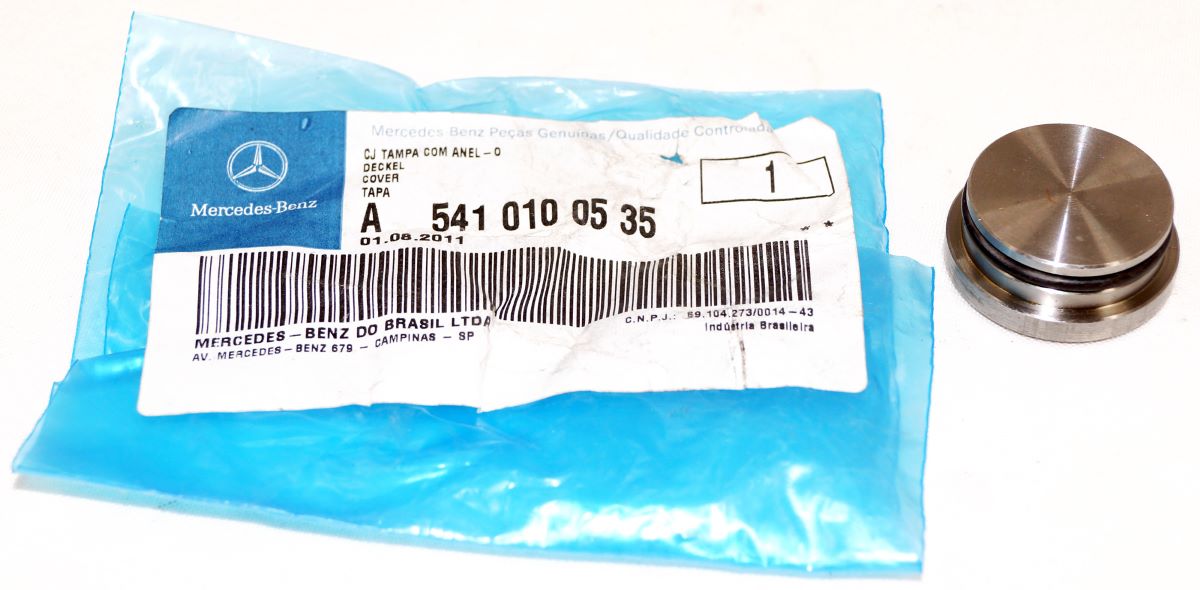 Mercedes-Benz Peças Genuínas/Qualidade Controlada
Mercedes-Benz
CJ TAMPA COM ANEL-O
DECKEL
COVER
TAPA
1
A 541 010 05 35
01.08.2011
* *
MERCEDES-BENZ DO BRASIL LTDA
AV. MERCEDES-BENZ 679 - CAMPINAS - SP
C.N.P.J.: 59.104.273/0014-43
Indústria Brasileira